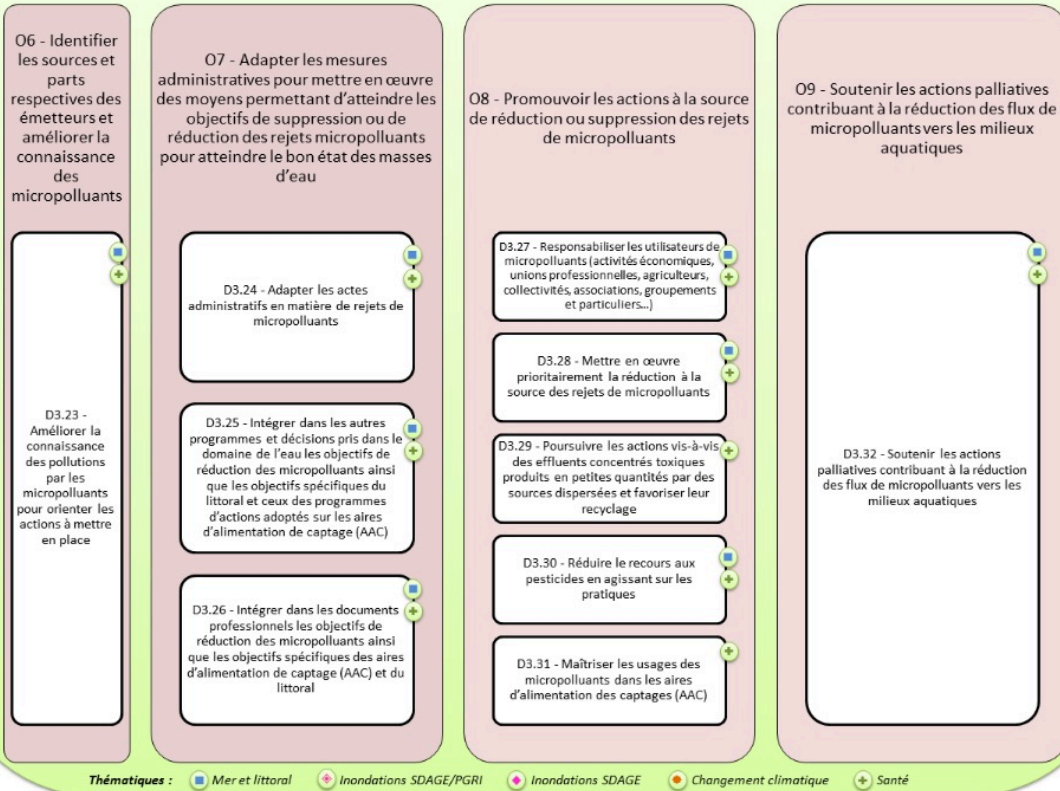 O6 - Identifier
les sources et
parts
respectives des
émetteurs et
améliorer la
connaissance
des
micropolluants
D3.23 -
Améliorer la
connaissance
des pollutions
par les
micropolluants
pour orienter les
actions à mettre
en place
O7 - Adapter les mesures
administratives pour mettre en œuvre
des moyens permettant d'atteindre les
objectifs de suppression ou de
réduction des rejets micropolluants
pour atteindre le bon état des masses
d'eau
D3.24 - Adapter les actes
administratifs en matière de rejets de
micropolluants
D3.25 - Intégrer dans les autres
programmes et décisions pris dans le
domaine de l'eau les objectifs de
réduction des micropolluants ainsi
que les objectifs spécifiques du
littoral et ceux des programmes
d'actions adoptés sur les aires
d'alimentation de captage (AAC)
D3.26 - Intégrer dans les documents
professionnels les objectifs de
réduction des micropolluants ainsi
que les objectifs spécifiques des aires
d'alimentation de captage (AAC) et du
littoral
O8 - Promouvoir les actions à la source
de réduction ou suppression des rejets
de micropolluants
D3.27 - Responsabiliser les utilisateurs de
micropolluants (activités économiques,
unions professionnelles, agriculteurs,
collectivités, associations, groupements
et particuliers...)
D3.28 - Mettre en œuvre
prioritairement la réduction à la
source des rejets de micropolluants
D3.29 - Poursuivre les actions vis-à-vis
des effluents concentrés toxiques
produits en petites quantités par des
sources dispersées et favoriser leur
recyclage
D3.30 - Réduire le recours aux
pesticides en agissant sur les
pratiques
D3.31 - Maîtriser les usages des
micropolluants dans les aires
d'alimentation des captages (AAC)
O9 - Soutenir les actions palliatives
contribuant à la réduction des flux de
micropolluants vers les milieux
aquatiques
D3.32 - Soutenir les actions
palliatives contribuant à la réduction
des flux de micropolluants vers les
milieux aquatiques
Thématiques : Mer et littoral Inondations SDAGE/PGRI Inondations SDAGE Changement climatique Santé